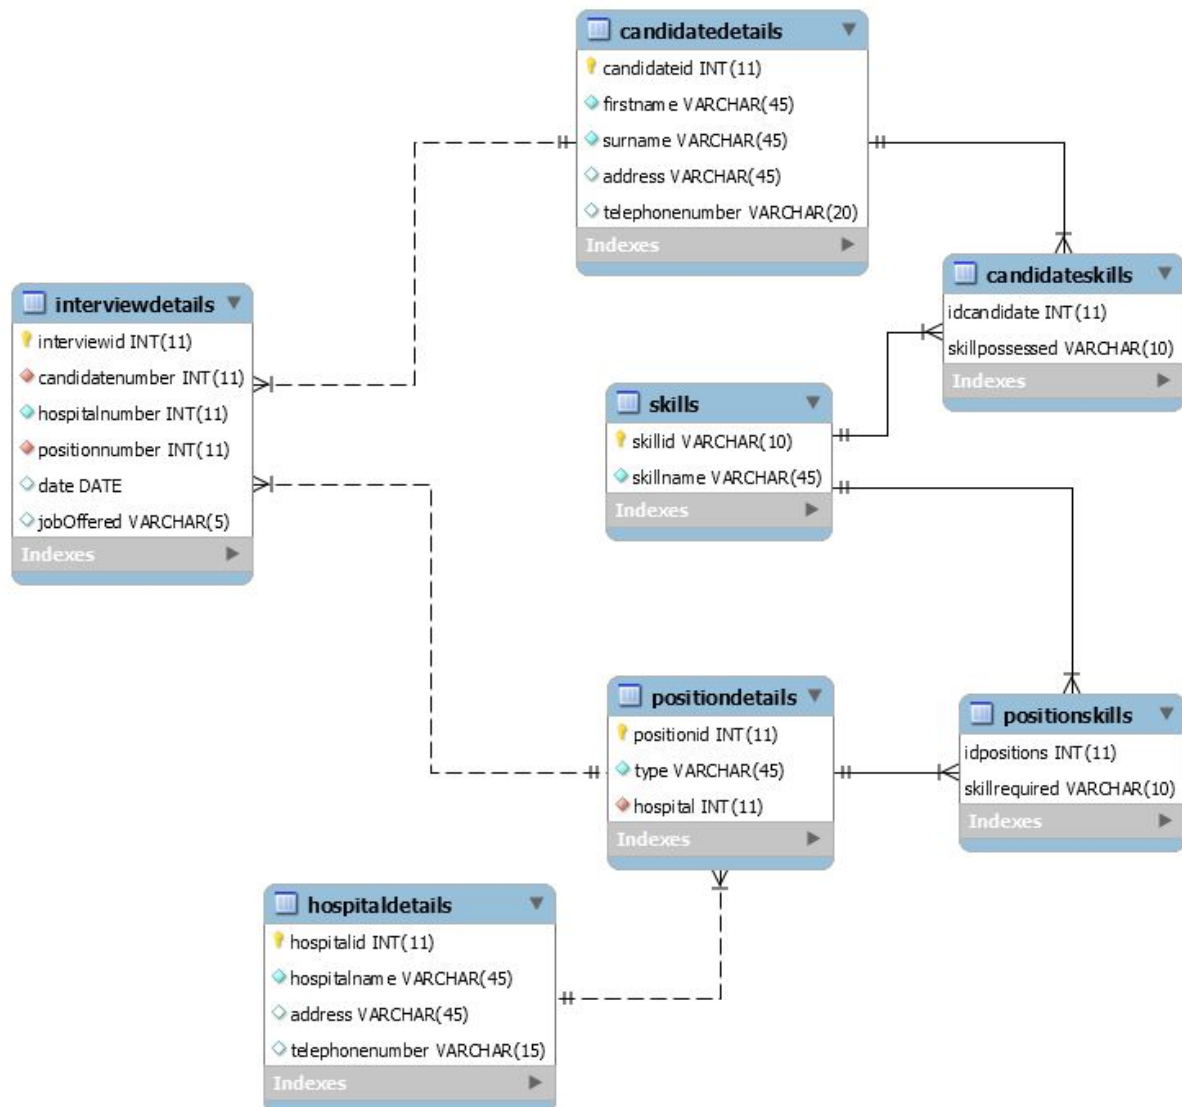 candidatedetails
candidateid INT(11)
firstname VARCHAR(45)
surname VARCHAR(45)
address VARCHAR(45)
telephonenumber VARCHAR(20)
Indexes
candidateskills
idcandidate INT(11)
skillpossessed VARCHAR(10)
Indexes
interviewdetails
interviewid INT(11)
candidatenumber INT(11)
hospitalnumber INT(11)
positionnumber INT(11)
date DATE
jobOffered VARCHAR(5)
Indexes
skills
skillid VARCHAR(10)
skillname VARCHAR(45)
Indexes
positiondetails
positionid INT(11)
type VARCHAR(45)
hospital INT(11)
Indexes
positionskills
idpositions INT(11)
skillrequired VARCHAR(10)
Indexes
hospitaldetails
hospitalid INT(11)
hospitalname VARCHAR(45)
address VARCHAR(45)
telephonenumber VARCHAR(15)
Indexes